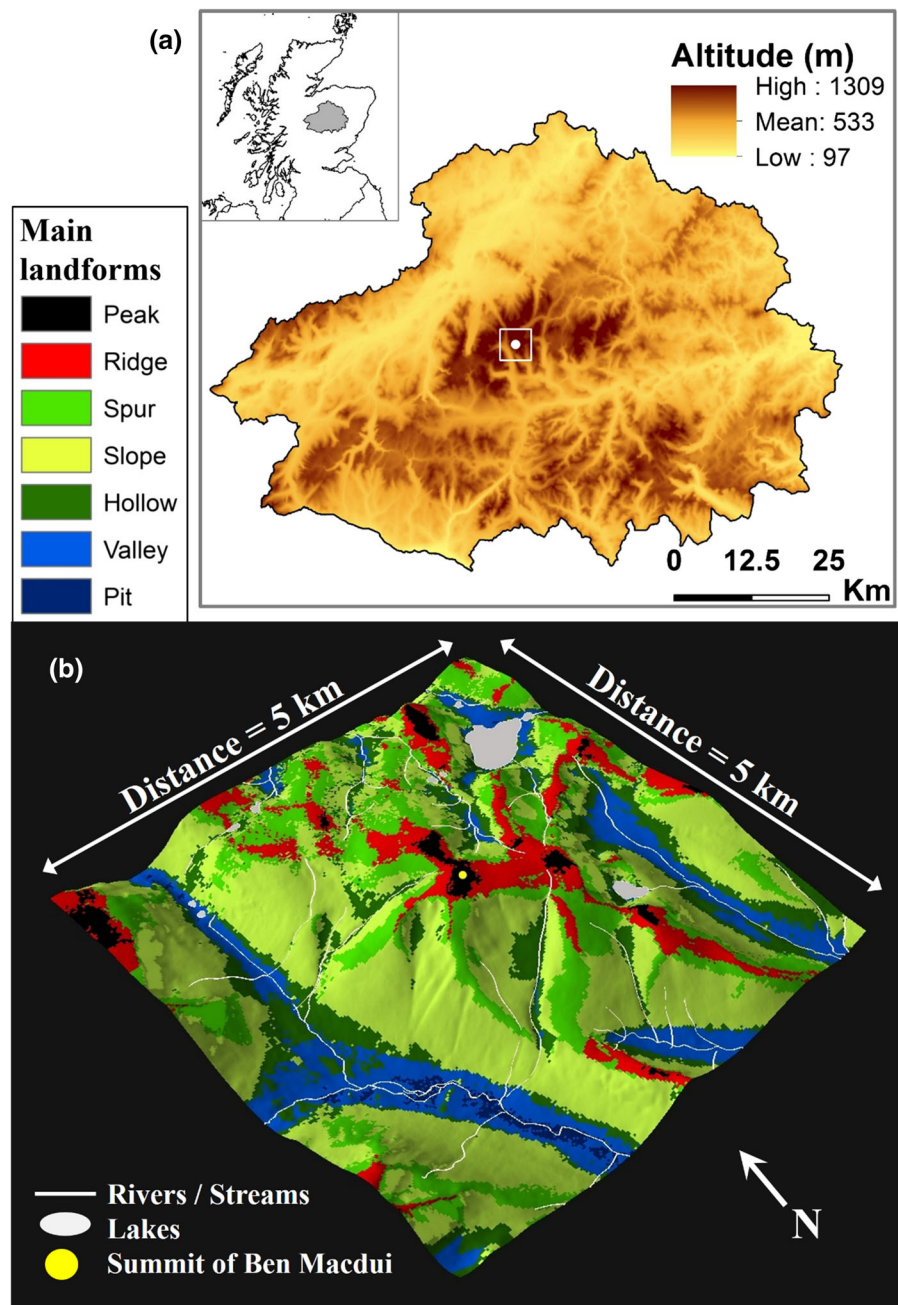 (a)
Altitude (m)
High : 1309
Mean: 533
Low : 97
Main
landforms
Peak
Ridge
Spur
Slope
Hollow
Valley
Pit
0 12.5 25
Km
(b)
Distance = 5 km
Distance = 5 km
Rivers / Streams
Lakes
Summit of Ben Macdui
N